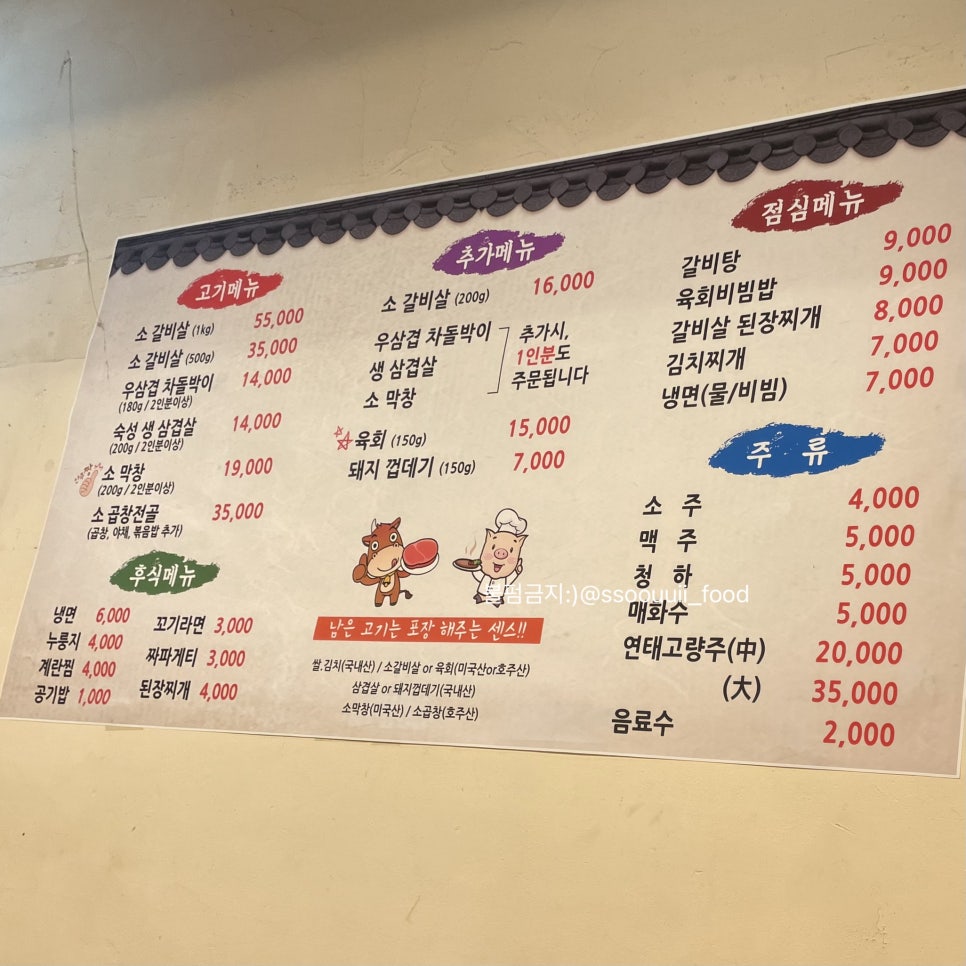 고기메뉴
소 갈비살 (1kg) 55,000
소 갈비살 (500g) 35,000
우삼겹 차돌박이 14,000
(180g / 2인분이상)
숙성 생 삼겹살 14,000
(200g / 2인분이상)
소 막창 19,000
(200g / 2인분이상)
소 곱창전골 35,000
(곱창, 야채, 볶음밥 추가)
후식메뉴
냉면 6,000
누룽지 4,000
계란찜 4,000
공기밥 1,000
꼬기라면 3,000
짜파게티 3,000
된장찌개 4,000
추가메뉴
소 갈비살 (200g) 16,000
우삼겹 차돌박이
생 삼겹살
소 막창
추가시,
1인분도
주문됩니다
육회 (150g) 15,000
돼지 껍데기 (150g) 7,000
남은 고기는 포장 해주는 센스!!
쌀,김치(국내산) / 소갈비살 or 육회(미국산or호주산)
삼겹살 or 돼지껍데기(국내산)
소막창(미국산) / 소곱창(호주산)
점심메뉴
갈비탕 9,000
육회비빔밥 9,000
갈비살 된장찌개 8,000
김치찌개 7,000
냉면(물/비빔) 7,000
주 류
소 주 4,000
맥 주 5,000
청 하 5,000
매화수 5,000
연태고량주(中) 20,000
(大) 35,000
음료수 2,000
불펌금지:)@ssoouuii_food